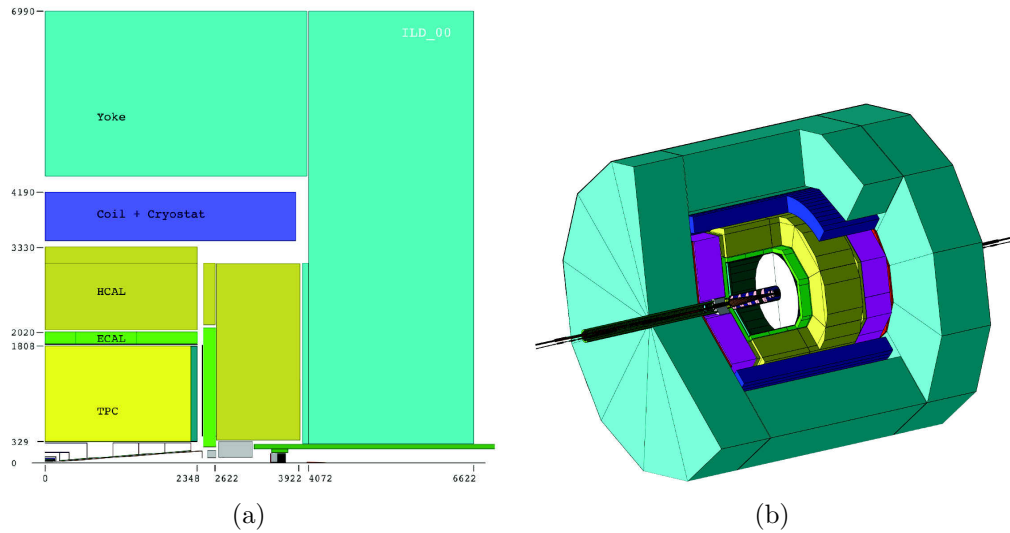 6990
ILD_00
Yoke
4190
Coil + Cryostat
3330
HCAL
2020
ECAL
1808
TPC
329
0
0 2348 2622 3922 4072 6622
(a) (b)